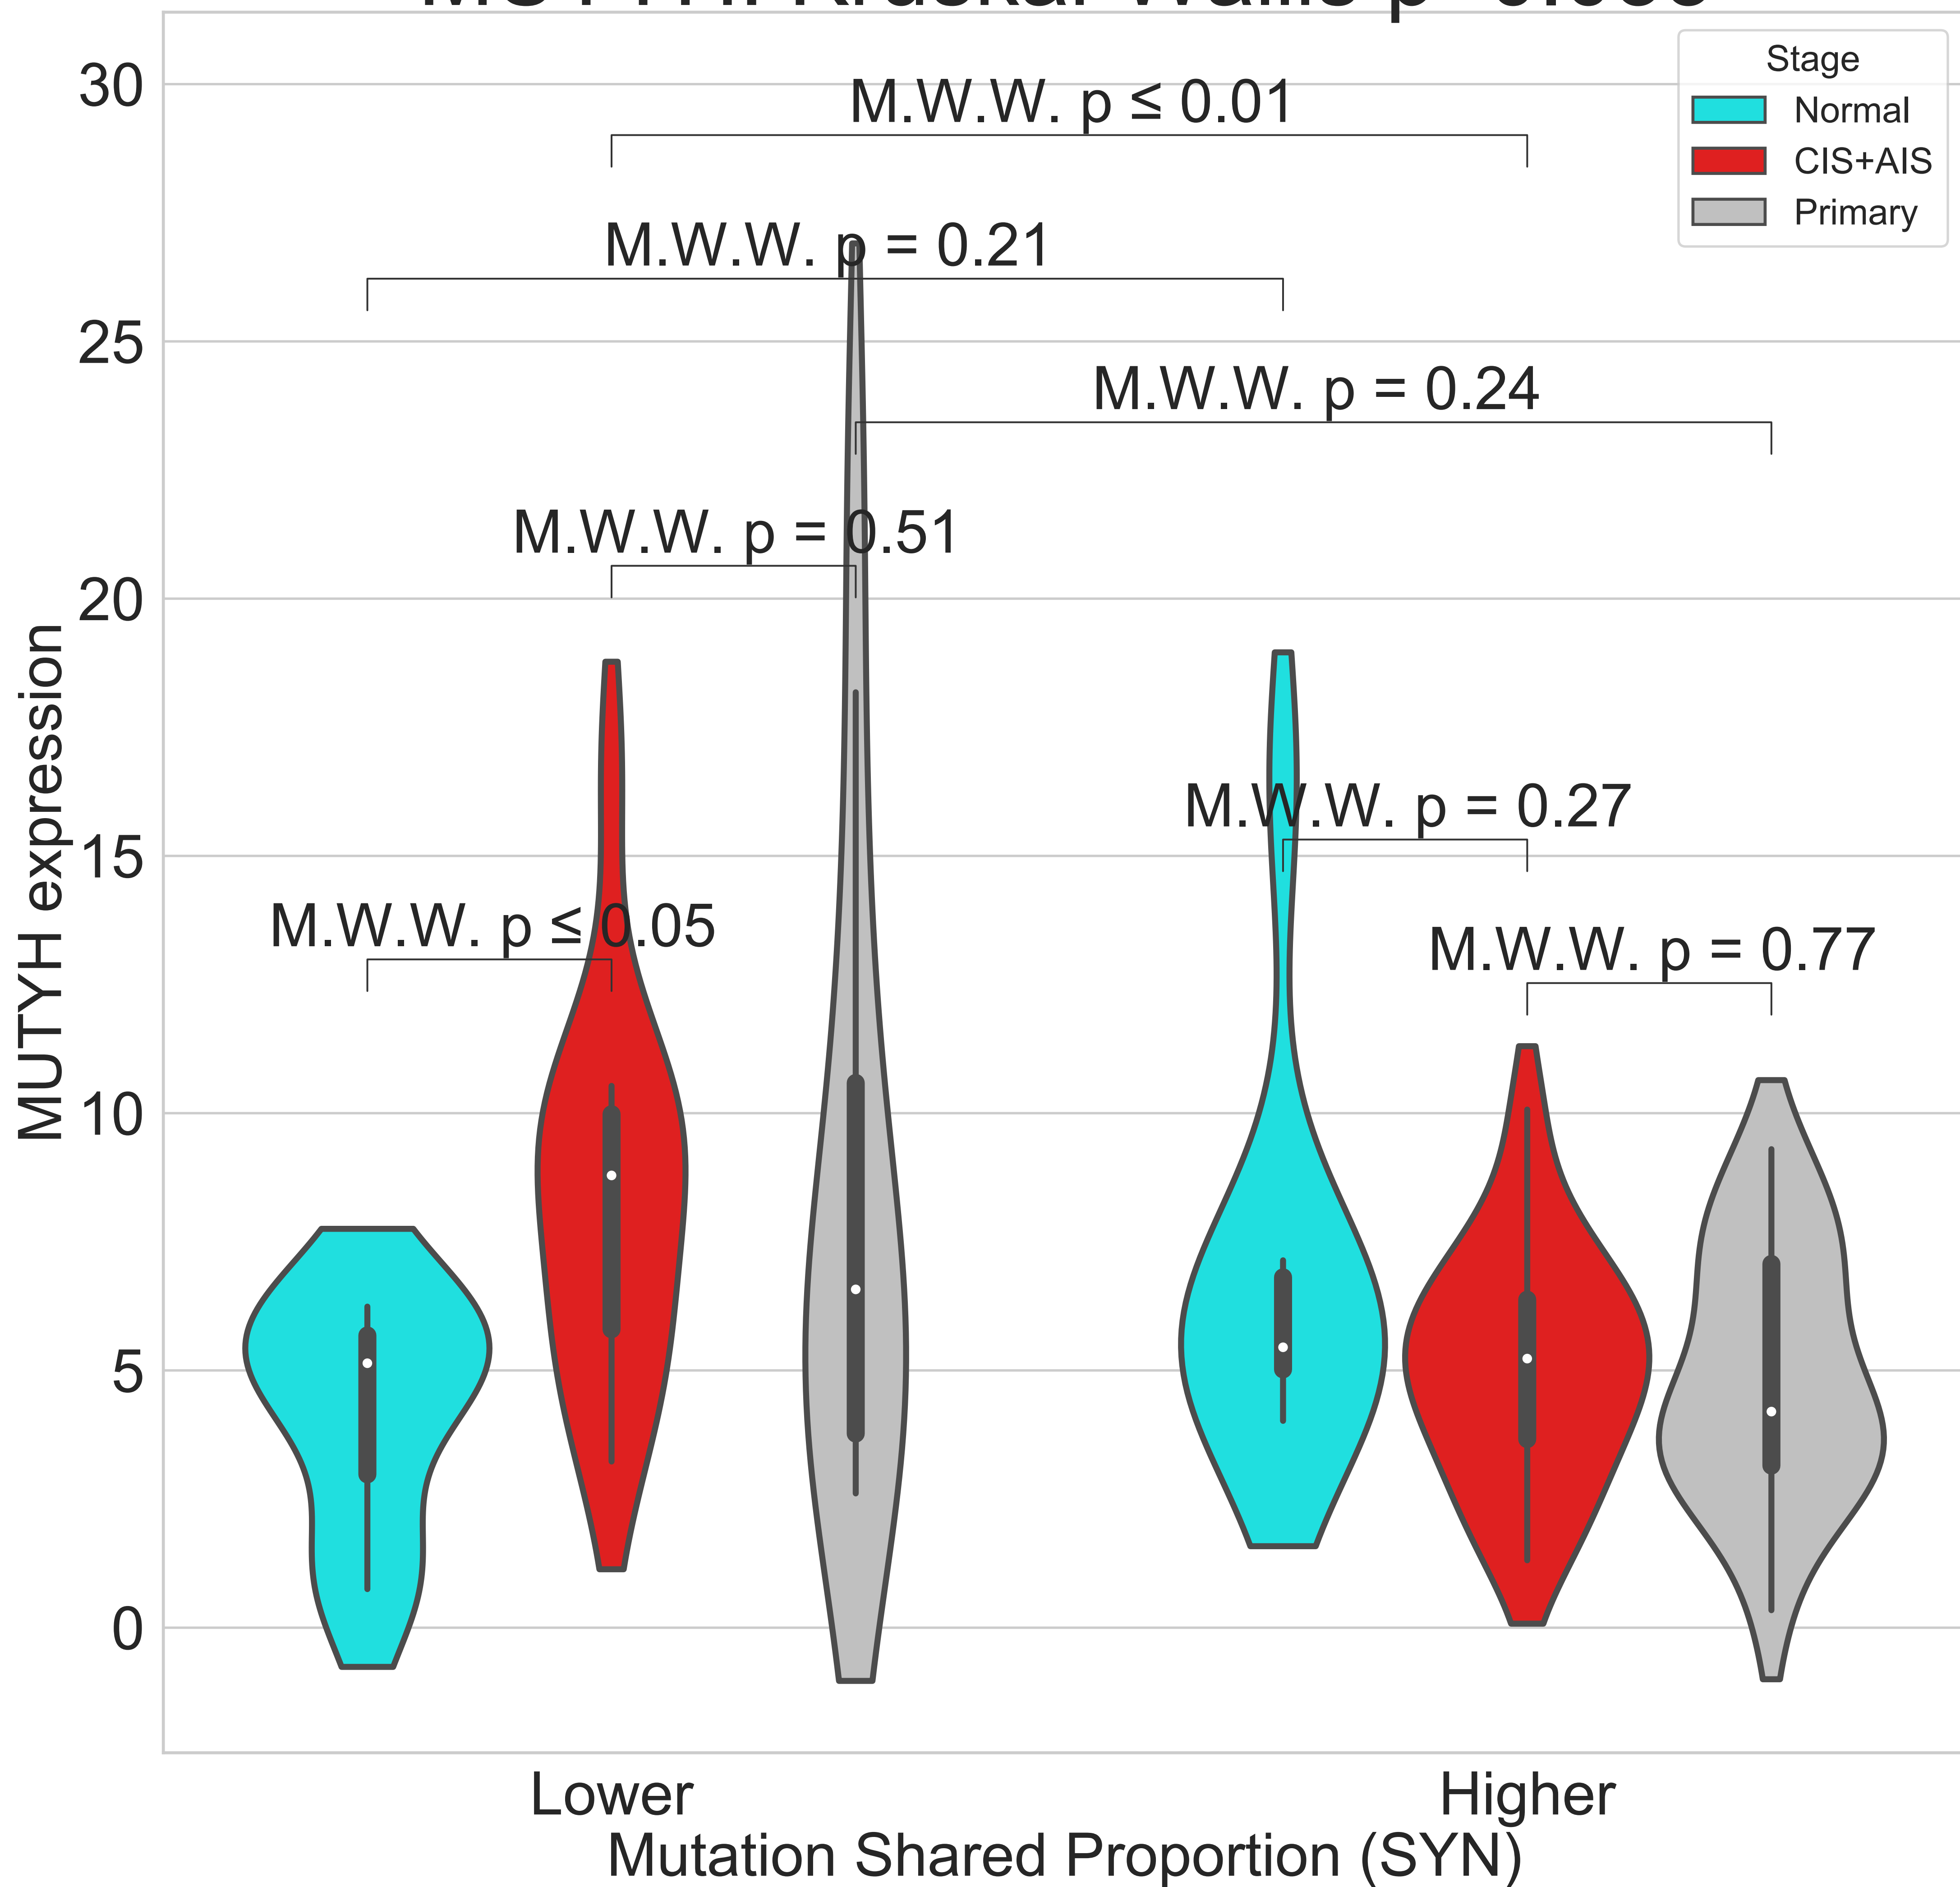 30
25
20
15
10
5
0
MUTYH expression
M.W.W. p ≤ 0.01
M.W.W. p = 0.21
M.W.W. p = 0.24
M.W.W. p = 0.51
M.W.W. p = 0.27
M.W.W. p ≤ 0.05
M.W.W. p = 0.77
Stage
Normal
CIS+AIS
Primary
Lower
Higher
Mutation Shared Proportion (SYN)